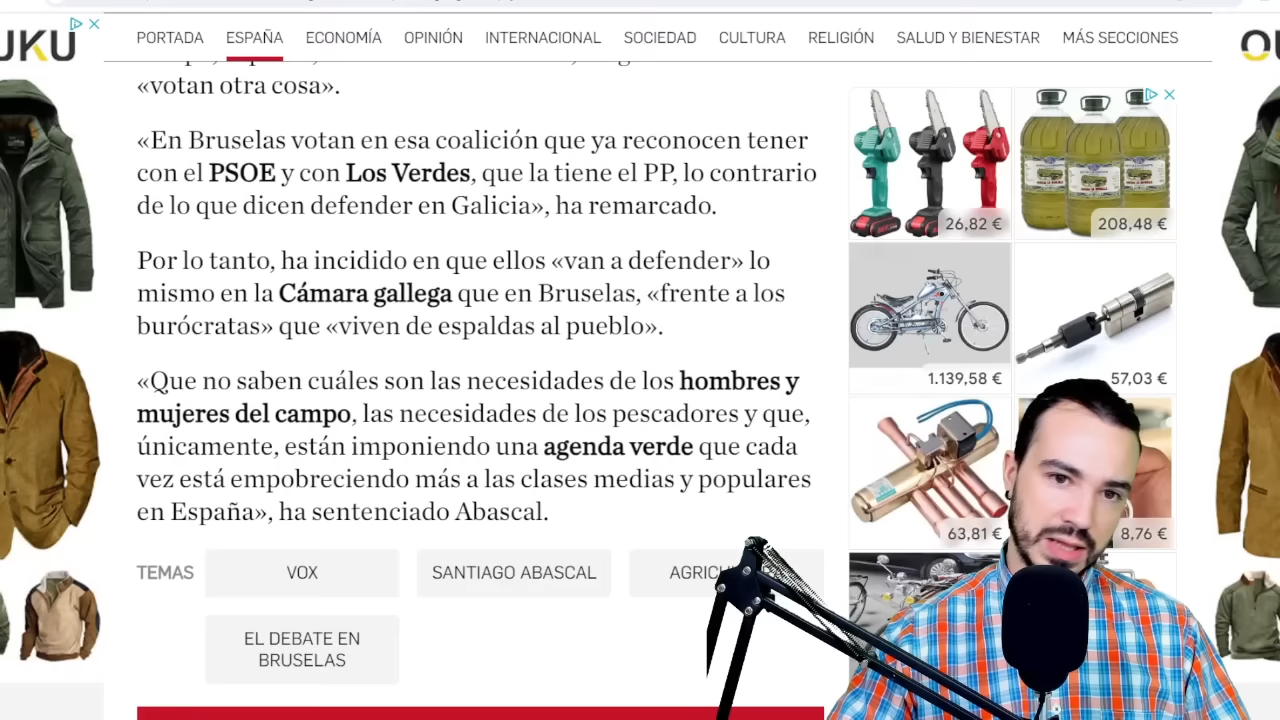 UKU
PORTADA ESPAÑA ECONOMÍA OPINIÓN INTERNACIONAL SOCIEDAD CULTURA RELIGIÓN SALUD Y BIENESTAR MÁS SECCIONES
«votan otra cosa».
«En Bruselas votan en esa coalición que ya reconocen tener
con el PSOE y con Los Verdes, que la tiene el PP, lo contrario
de lo que dicen defender en Galicia», ha remarcado.
Por lo tanto, ha incidido en que ellos «van a defender» lo
mismo en la Cámara gallega que en Bruselas, «frente a los
burócratas» que «viven de espaldas al pueblo».
«Que no saben cuáles son las necesidades de los hombres y
mujeres del campo, las necesidades de los pescadores y que,
únicamente, están imponiendo una agenda verde que cada
vez está empobreciendo más a las clases medias y populares
en España», ha sentenciado Abascal.
TEMAS
VOX
SANTIAGO ABASCAL
AGRICU
EL DEBATE EN
BRUSELAS
26,82 €
208,48 €
1.139,58 €
57,03 €
63,81 €
8,76 €